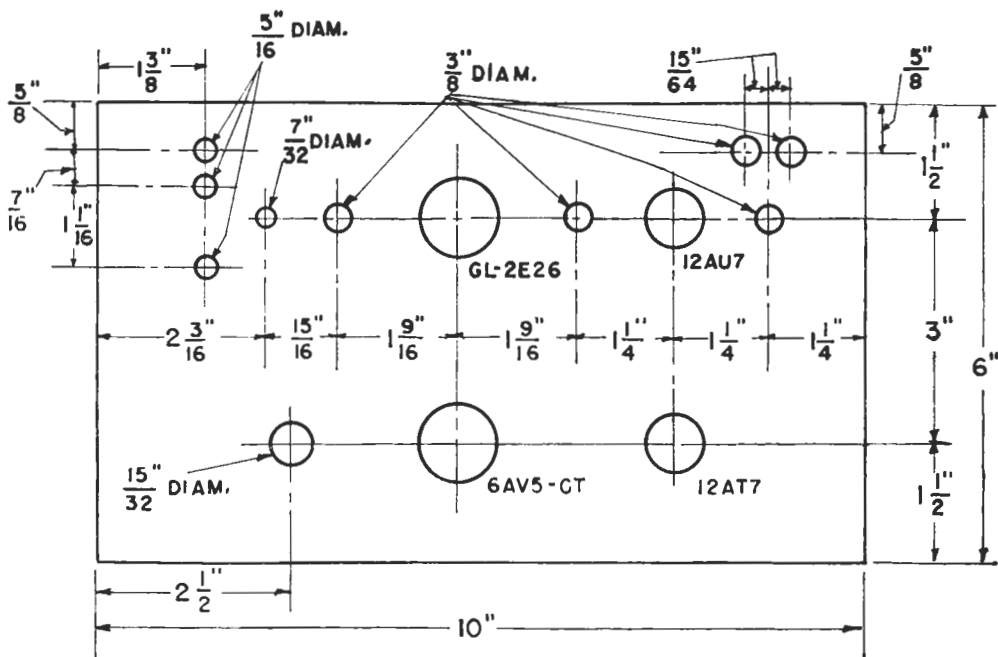 5/16" DIAM.
1 3/8"
3/8" DIAM.
15/64"
5/8"
5/8"
7/32" DIAM.
1 1/2"
7/16"
1 1/16"
GL-2E26
12AU7
2 3/16"
15/16"
1 9/16"
1 9/16"
1 1/4"
1 1/4"
1 1/4"
3"
6"
15/32" DIAM.
6AV5-GT
12AT7
1 1/2"
2 1/2"
10"